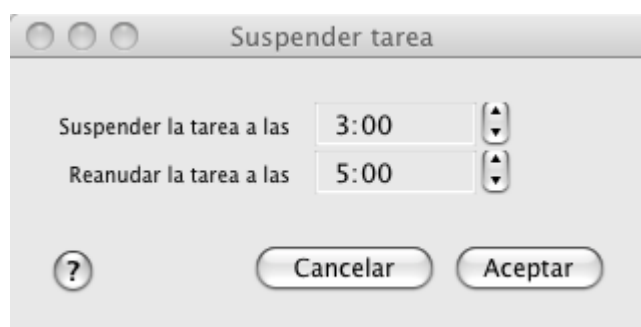 Suspender tarea
Suspender la tarea a las 3:00
Reanudar la tarea a las 5:00
? Cancelar Aceptar